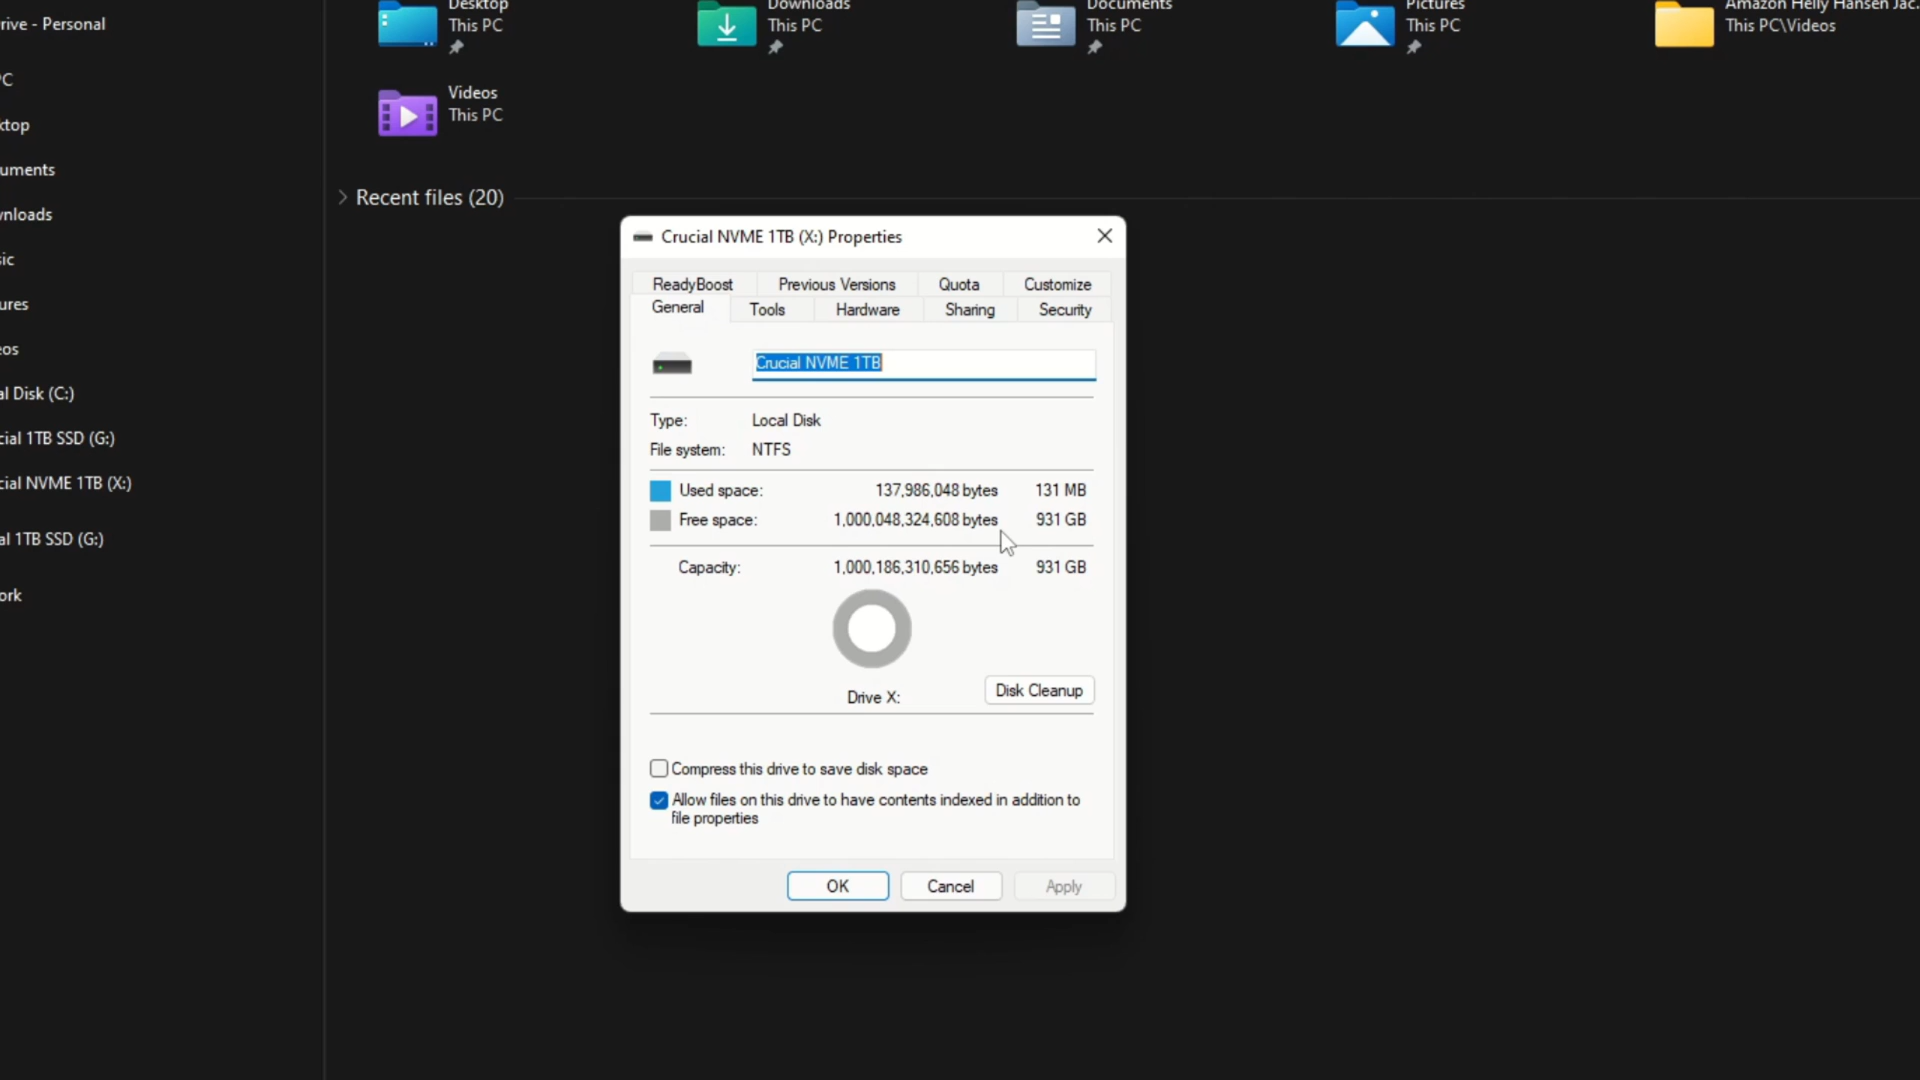 rive - Personal
Desktop
This PC
Downloads
This PC
Documents
This PC
Pictures
This PC
Amazon Helly Hansen Jac...
This PC\Videos
PC
Videos
This PC
ktop
uments
Recent files (20)
wnloads
sic
ures
eos
al Disk (C:)
cial 1TB SSD (G:)
cial NVME 1TB (X:)
al 1TB SSD (G:)
ork
Crucial NVME 1TB (X:) Properties
ReadyBoost Previous Versions Quota Customize
General Tools Hardware Sharing Security
Crucial NVME 1TB
Type: Local Disk
File system: NTFS
Used space: 137,986,048 bytes 131 MB
Free space: 1,000,048,324,608 bytes 931 GB
Capacity: 1,000,186,310,656 bytes 931 GB
Drive X: Disk Cleanup
Compress this drive to save disk space
Allow files on this drive to have contents indexed in addition to
file properties
OK Cancel Apply